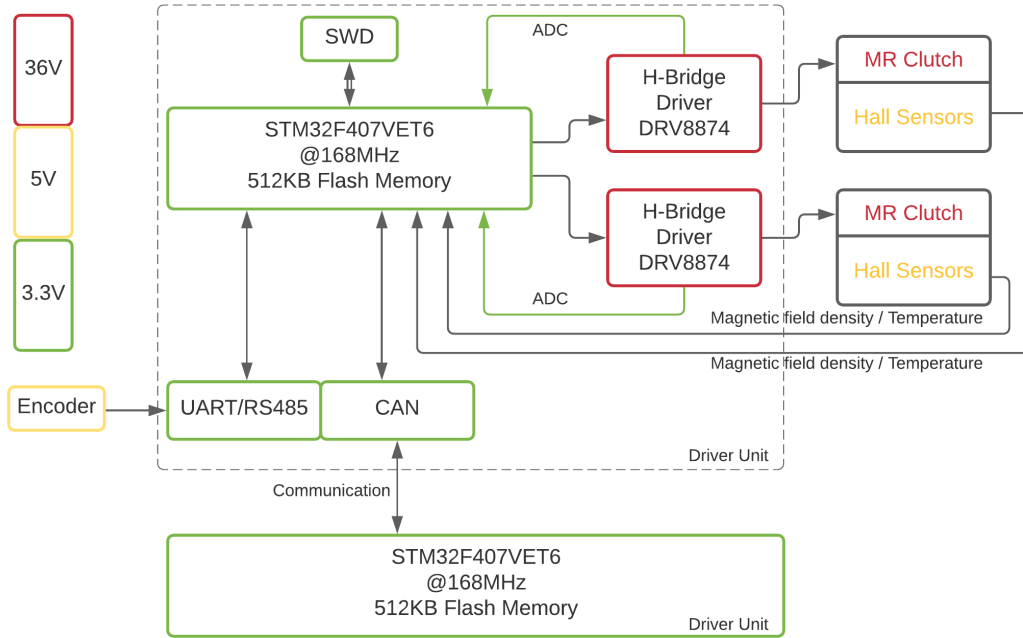 36V
5V
3.3V
SWD
ADC
STM32F407VET6
@168MHz
512KB Flash Memory
H-Bridge
Driver
DRV8874
MR Clutch
Hall Sensors
H-Bridge
Driver
DRV8874
MR Clutch
Hall Sensors
ADC
Magnetic field density / Temperature
Magnetic field density / Temperature
Encoder
UART/RS485
CAN
Driver Unit
Communication
STM32F407VET6
@168MHz
512KB Flash Memory
Driver Unit